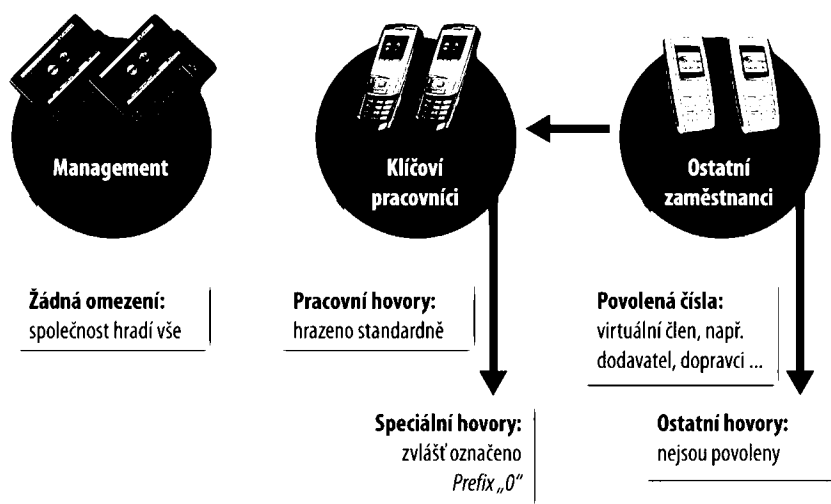 Management
Klíčoví
pracovníci
Ostatní
zaměstnanci
Žádná omezení:
společnost hradí vše
Pracovní hovory:
hrazeno standardně
Povolená čísla:
virtuální člen, např.
dodavatel, dopravci ...
Speciální hovory:
zvlášť označeno
Prefix „0“
Ostatní hovory:
nejsou povoleny